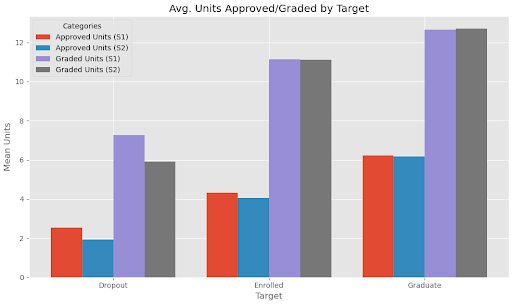 Avg. Units Approved/Graded by Target
Categories
Approved Units (S1)
Approved Units (S2)
Graded Units (S1)
Graded Units (S2)
Mean Units
12
10
8
6
4
2
0
Dropout
Enrolled
Graduate
Target